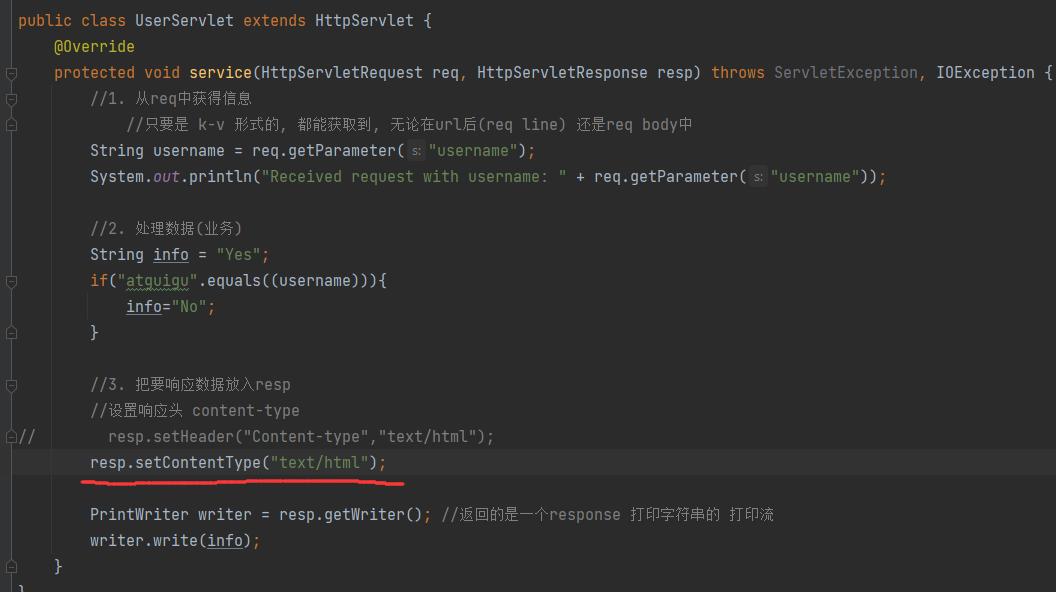 public class UserServlet extends HttpServlet {
@Override
protected void service(HttpServletRequest req, HttpServletResponse resp) throws ServletException, IOException {
//1. 从req中获得信息
//只要是 k-v 形式的, 都能获取到, 无论在url后(req line) 还是req body中
String username = req.getParameter( s: "username");
System.out.println("Received request with username: " + req.getParameter( s: "username"));
//2. 处理数据(业务)
String info = "Yes";
if("atguigu".equals((username))){
info="No";
}
//3. 把要响应数据放入resp
//设置响应头 content-type
// resp.setHeader("Content-type","text/html");
resp.setContentType("text/html");
PrintWriter writer = resp.getWriter(); //返回的是一个response 打印字符串的 打印流
writer.write(info);
}
}